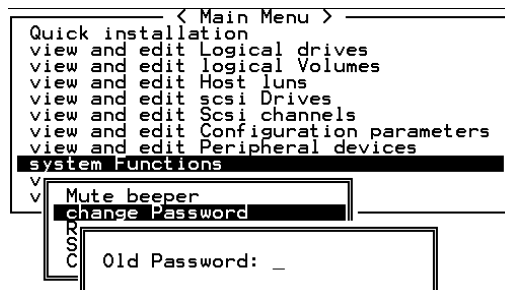 < Main Menu >
Quick installation
view and edit Logical drives
view and edit logical Volumes
view and edit Host luns
view and edit scsi Drives
view and edit Scsi channels
view and edit Configuration parameters
view and edit Peripheral devices
system Functions
v
v
Mute beeper
change Password
R
S
C
Old Password: _